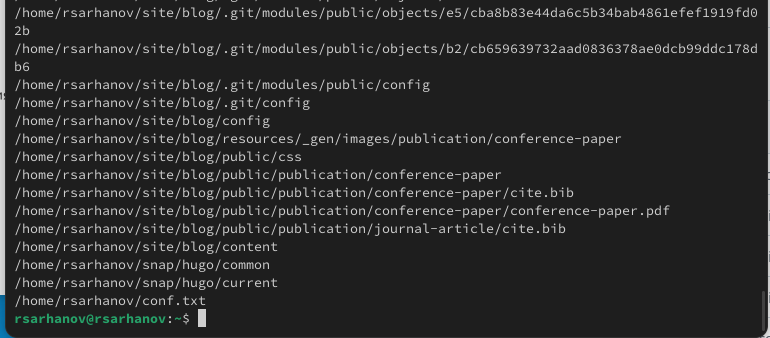 /home/rsarhanov/site/blog/.git/modules/public/objects/e5/cba8b83e44da6c5b34bab4861efef1919fd0
2b
/home/rsarhanov/site/blog/.git/modules/public/objects/b2/cb659639732aad0836378ae0dcb99ddc178d
b6
/home/rsarhanov/site/blog/.git/modules/public/config
/home/rsarhanov/site/blog/.git/config
/home/rsarhanov/site/blog/config
/home/rsarhanov/site/blog/resources/_gen/images/publication/conference-paper
/home/rsarhanov/site/blog/public/css
/home/rsarhanov/site/blog/public/publication/conference-paper
/home/rsarhanov/site/blog/public/publication/conference-paper/cite.bib
/home/rsarhanov/site/blog/public/publication/conference-paper/conference-paper.pdf
/home/rsarhanov/site/blog/public/publication/journal-article/cite.bib
/home/rsarhanov/site/blog/content
/home/rsarhanov/snap/hugo/common
/home/rsarhanov/snap/hugo/current
/home/rsarhanov/conf.txt
rsarhanov@rsarhanov:~$